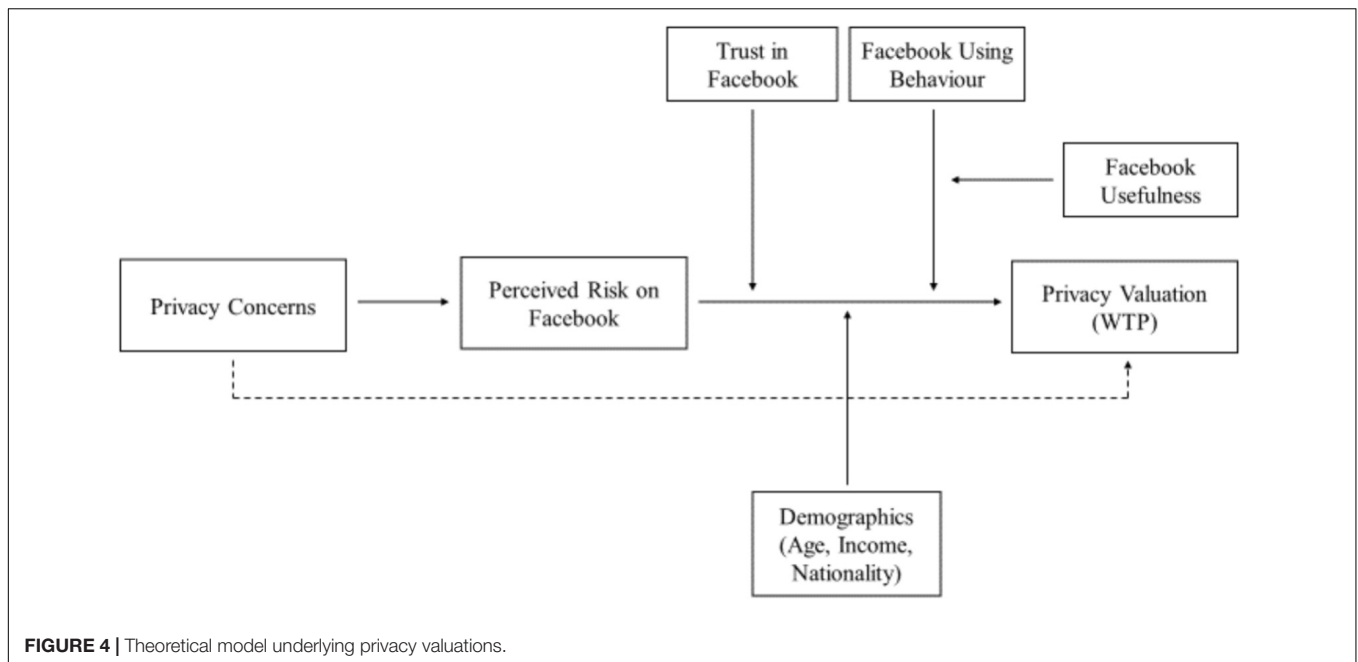 Trust in
Facebook
Facebook Using
Behaviour
Facebook
Usefulness
Privacy Concerns
Perceived Risk on
Facebook
Privacy Valuation
(WTP)
Demographics
(Age, Income,
Nationality)
FIGURE 4 | Theoretical model underlying privacy valuations.